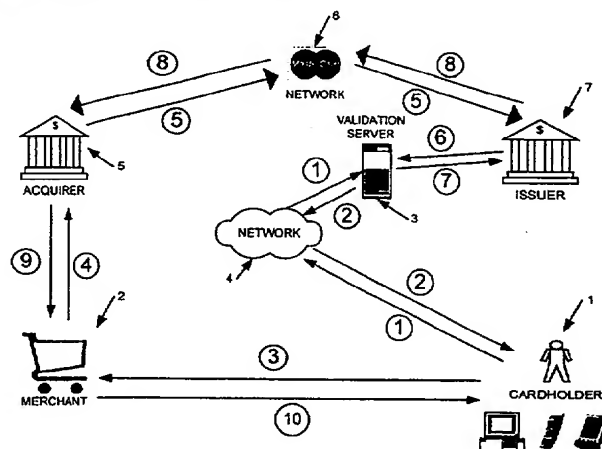 6
8
8
7
NETWORK
5
5
$
VALIDATION
SERVER
6
$
1
7
5
2
ACQUIRER
3
ISSUER
NETWORK
9
4
4
2
2
1
1
3
MERCHANT
CARDHOLDER
10